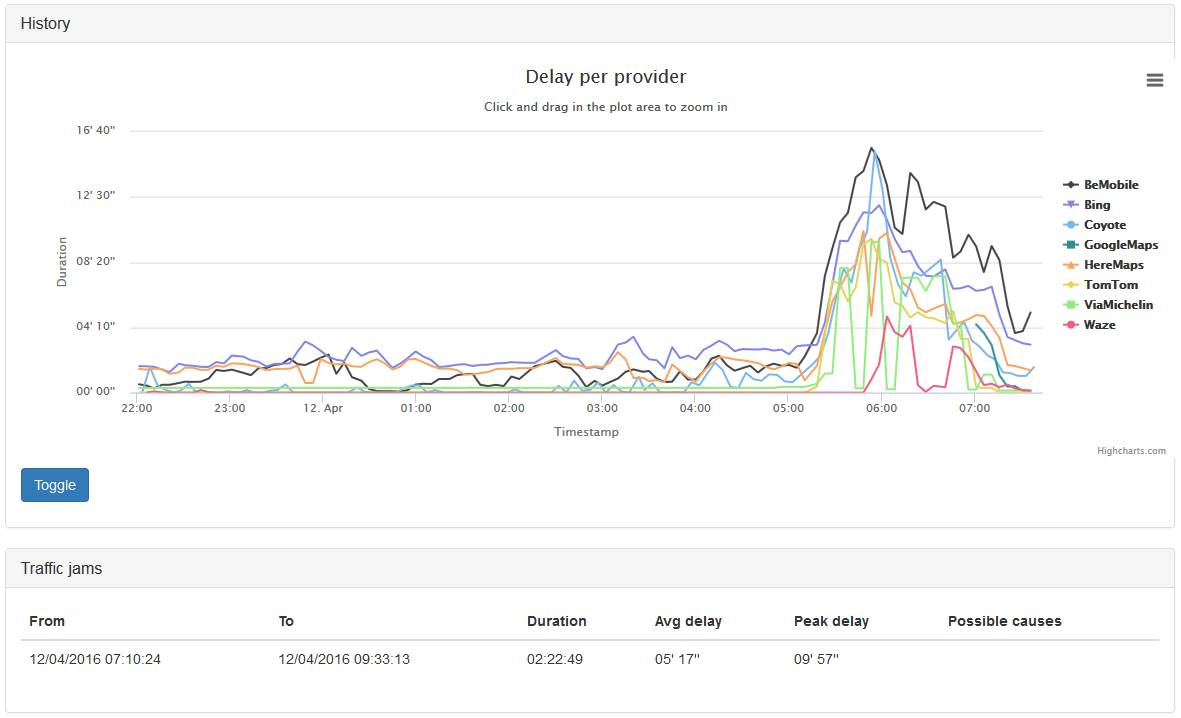 History
Delay per provider
Click and drag in the plot area to zoom in
16' 40"
12' 30"
08' 20"
04' 10"
00' 00"
Duration
22:00 23:00 12. Apr 01:00 02:00 03:00 04:00 05:00 06:00 07:00
Timestamp
BeMobile
Bing
Coyote
GoogleMaps
HereMaps
TomTom
ViaMichelin
Waze
Highcharts.com
Toggle
Traffic jams
From To Duration Avg delay Peak delay Possible causes
12/04/2016 07:10:24 12/04/2016 09:33:13 02:22:49 05' 17" 09' 57"